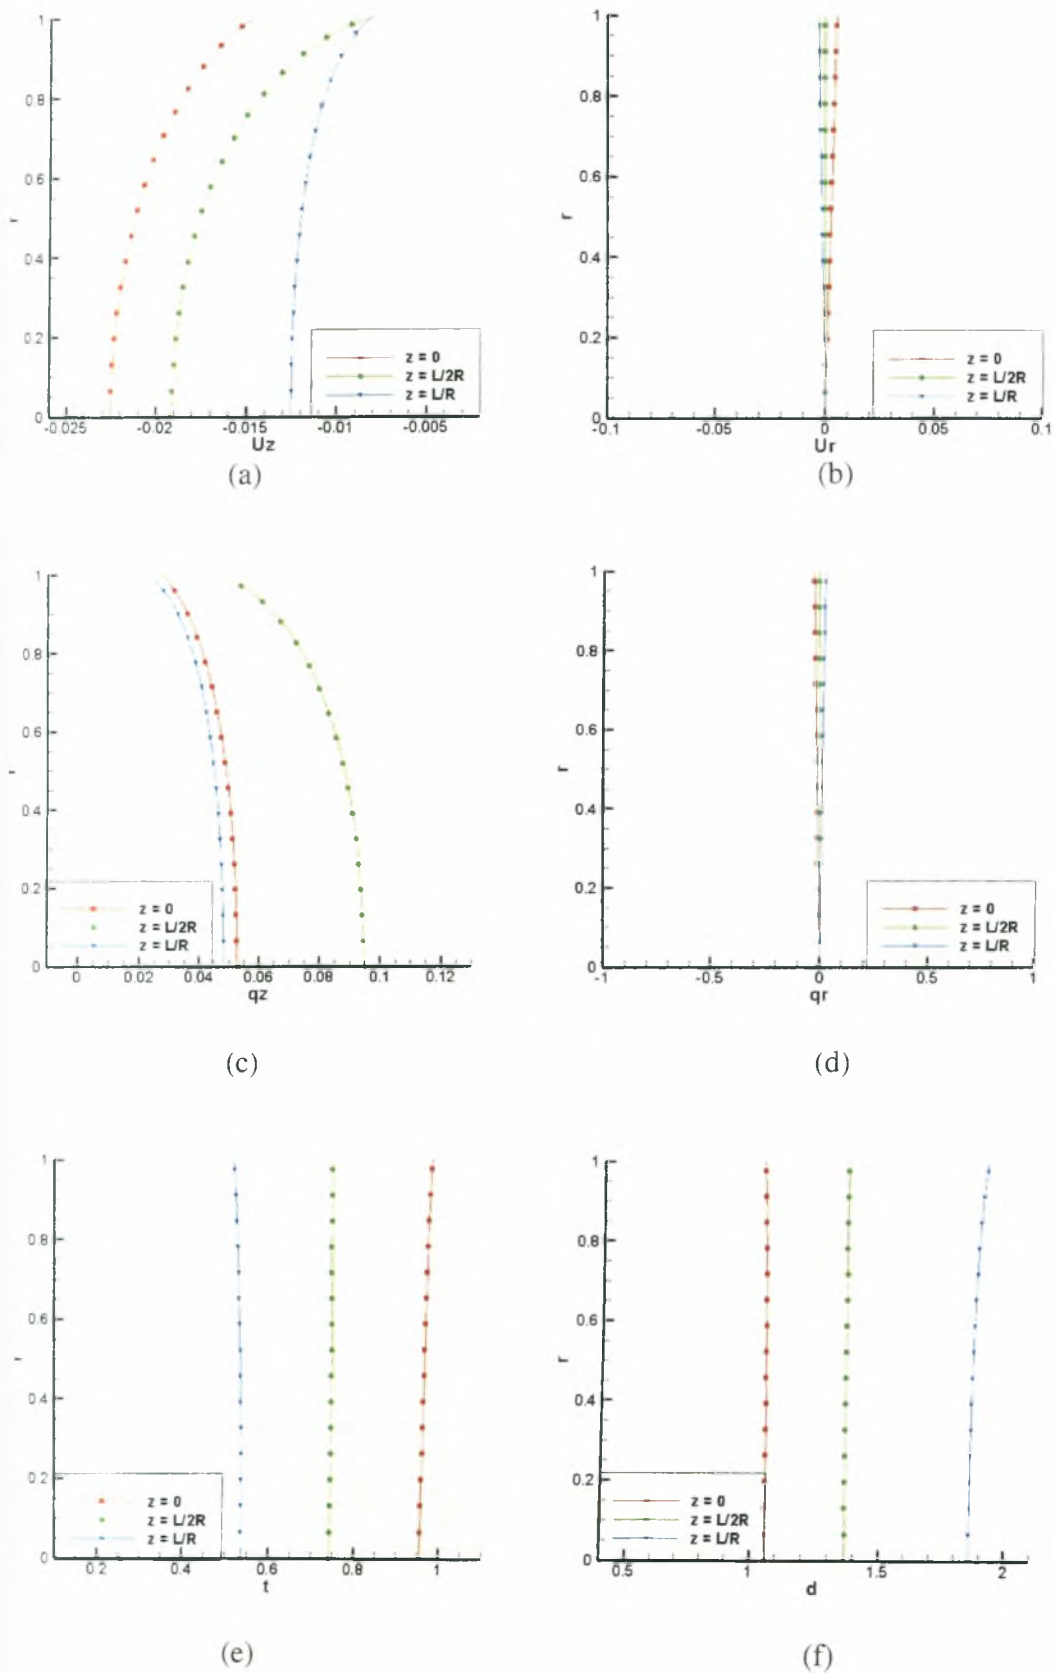 1
0.8
0.6
0.4
0.2
0
r
-0.025
-0.02
-0.015
-0.01
-0.005
Uz
z = 0
z = L/2R
z = L/R
(a)
1
0.8
0.6
0.4
0.2
0
r
-0.1
-0.05
0
0.05
0.1
Ur
z = 0
z = L/2R
z = L/R
(b)
1
0.8
0.6
0.4
0.2
0
r
0
0.02
0.04
0.06
0.08
0.1
0.12
qz
z = 0
z = L/2R
z = L/R
(c)
1
0.8
0.6
0.4
0.2
0
r
-1
-0.5
0
0.5
1
qr
z = 0
z = L/2R
z = L/R
(d)
1
0.8
0.6
0.4
0.2
0
r
0.2
0.4
0.6
0.8
1
t
z = 0
z = L/2R
z = L/R
(e)
1
0.8
0.6
0.4
0.2
0
r
0.5
1
1.5
2
d
z = 0
z = L/2R
z = L/R
(f)